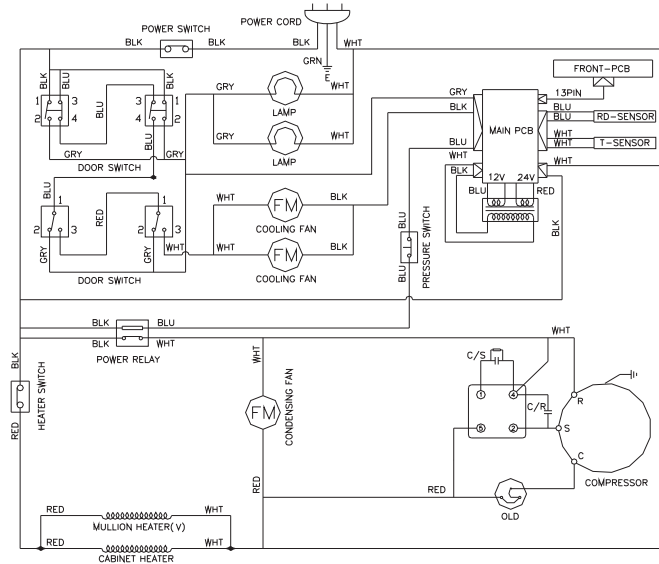 POWER CORD
POWER SWITCH
BLK
BLK
BLK
WHT
GRN
E
BLK
BLU
BLU
BLK
BLU
1
3
2
4
3
1
4
2
BLU
GRY
GRY
DOOR SWITCH
GRY
WHT
LAMP
GRY
WHT
LAMP
GRY
BLK
BLU
WHT
BLK
MAIN PCB
12V
24V
BLU
RED
FRONT-PCB
13PIN
BLU
BLU
RD-SENSOR
WHT
WHT
T-SENSOR
WHT
BLK
BLU
1
2
3
RED
1
2
3
GRY
GRY
WHT
DOOR SWITCH
WHT
FM
BLK
COOLING FAN
WHT
FM
BLK
COOLING FAN
BLU
BLU
PRESSURE SWITCH
BLK
BLU
BLK
WHT
POWER RELAY
BLK
RED
HEATER SWITCH
WHT
FM
CONDENSING FAN
RED
C/S
WHT
1
4
5
2
C/R
R
S
C
COMPRESSOR
RED
OLD
RED
WHT
MULLION HEATER(V)
RED
WHT
CABINET HEATER